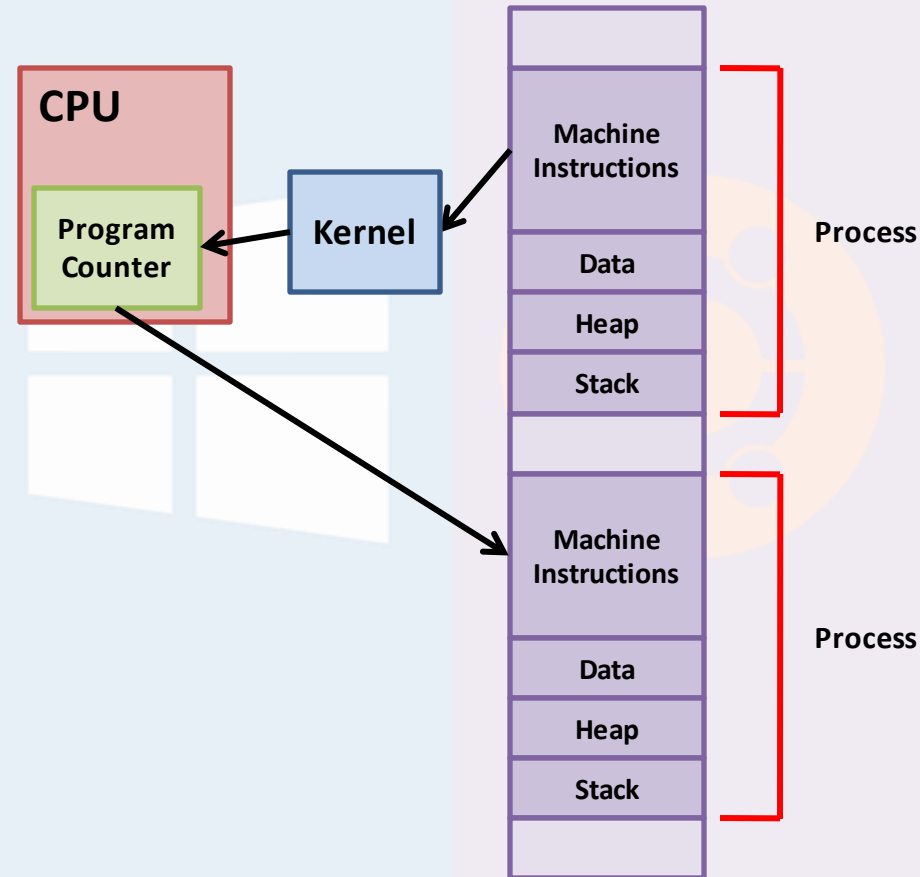 CPU
Program
Counter
Kernel
Machine
Instructions
Data
Heap
Stack
Process
Machine
Instructions
Data
Heap
Stack
Process